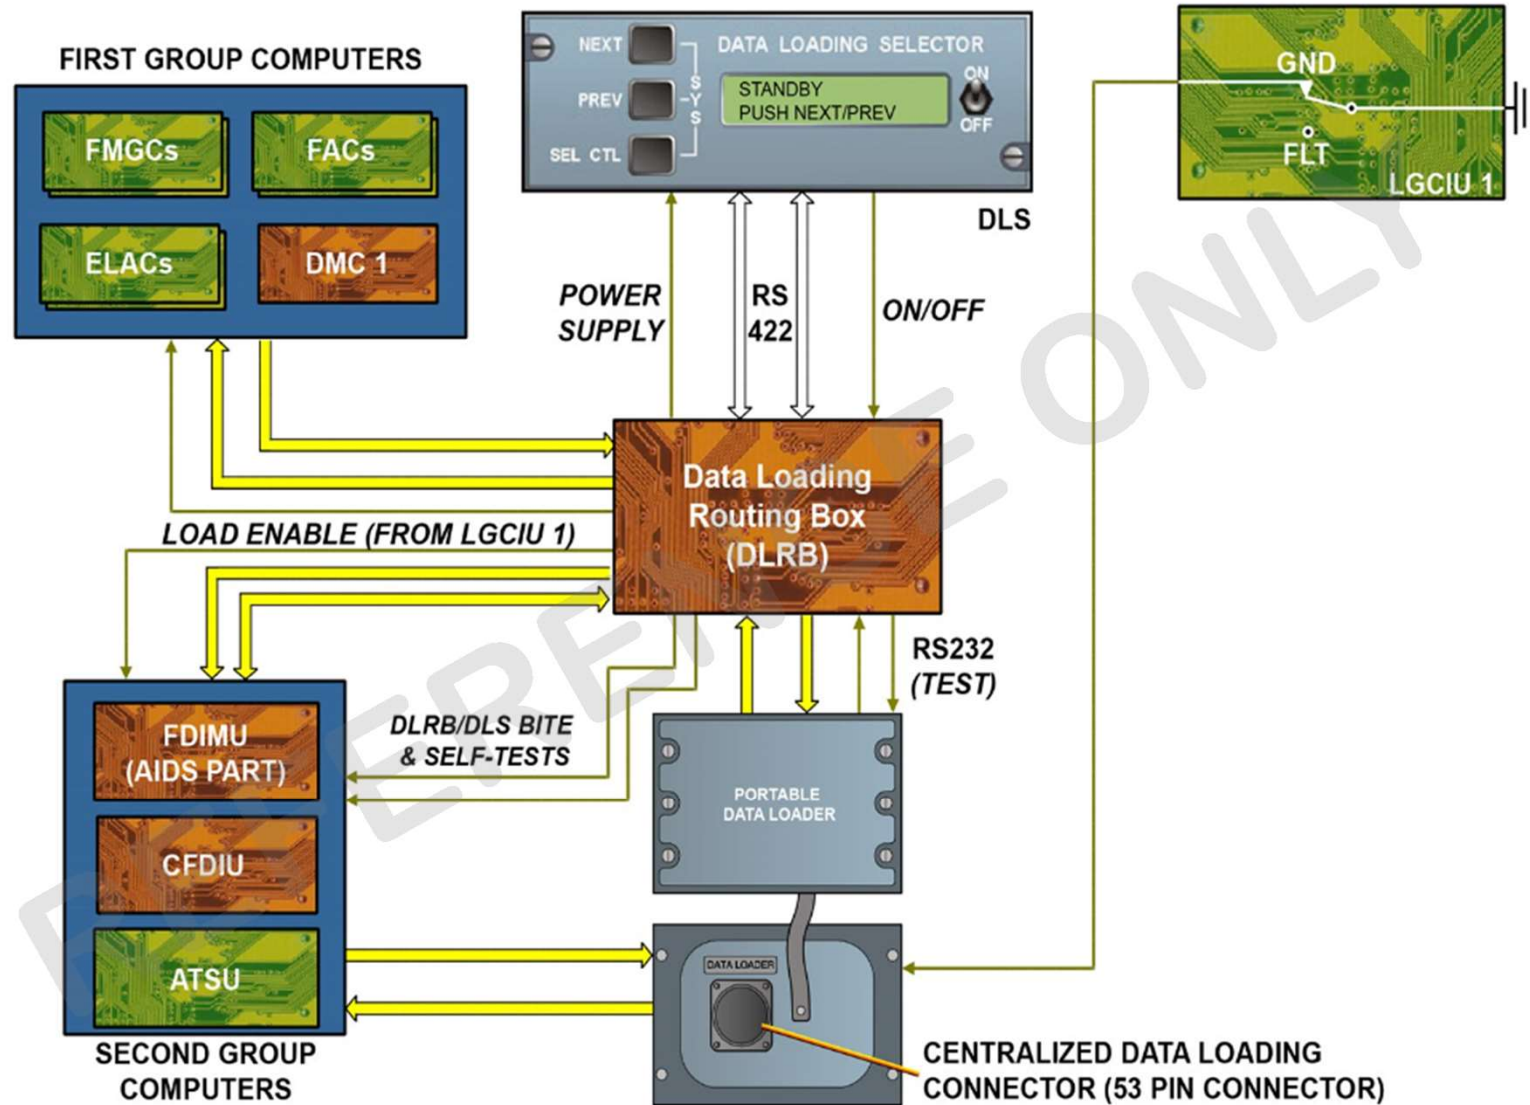 FIRST GROUP COMPUTERS
FMGCs
FACs
ELACs
DMC 1
NEXT
PREV
SEL CTL
SYS
DATA LOADING SELECTOR
STANDBY
PUSH NEXT/PREV
ON
OFF
DLS
GND
FLT
LGCIU 1
POWER
SUPPLY
RS
422
ON/OFF
Data Loading
Routing Box
(DLRB)
LOAD ENABLE (FROM LGCIU 1)
RS232
(TEST)
DLRB/DLS BITE
& SELF-TESTS
FDIMU
(AIDS PART)
CFDIU
ATSU
SECOND GROUP
COMPUTERS
PORTABLE
DATA LOADER
DATA LOADER
CENTRALIZED DATA LOADING
CONNECTOR (53 PIN CONNECTOR)
REFERENCE ONLY